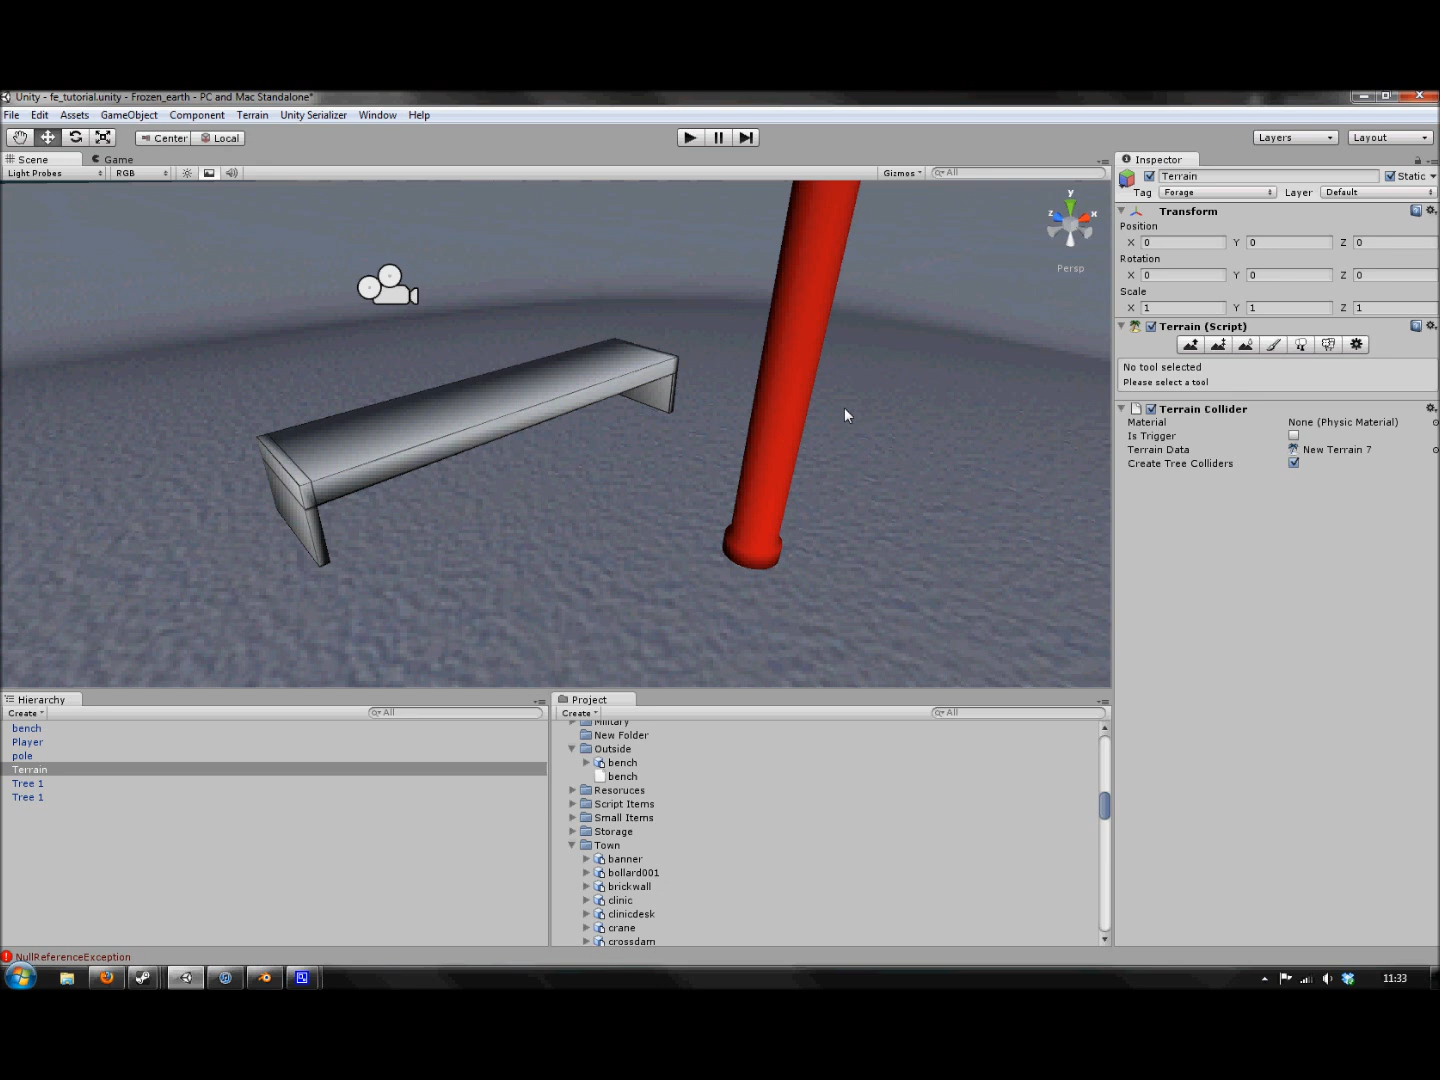 Unity - fe_tutorial.unity - Frozen_earth - PC and Mac Standalone*
File Edit Assets GameObject Component Terrain Unity Serializer Window Help
Center Local Layers Layout
Scene Game Inspector
Light Probes RGB Gizmos All
Terrain Static
Tag Forage Layer Default
y
z x
Persp
Transform
Position
X 0 Y 0 Z 0
Rotation
X 0 Y 0 Z 0
Scale
X 1 Y 1 Z 1
Terrain (Script)
No tool selected
Please select a tool
Terrain Collider
Material None (Physic Material)
Is Trigger
Terrain Data New Terrain 7
Create Tree Colliders
Hierarchy
Create All
bench
Player
pole
Terrain
Tree 1
Tree 1
Project
Create All
Military
New Folder
Outside
bench
bench
Resoruces
Script Items
Small Items
Storage
Town
banner
bollard001
brickwall
clinic
clinicdesk
crane
crossdam
NullReferenceException
11:33